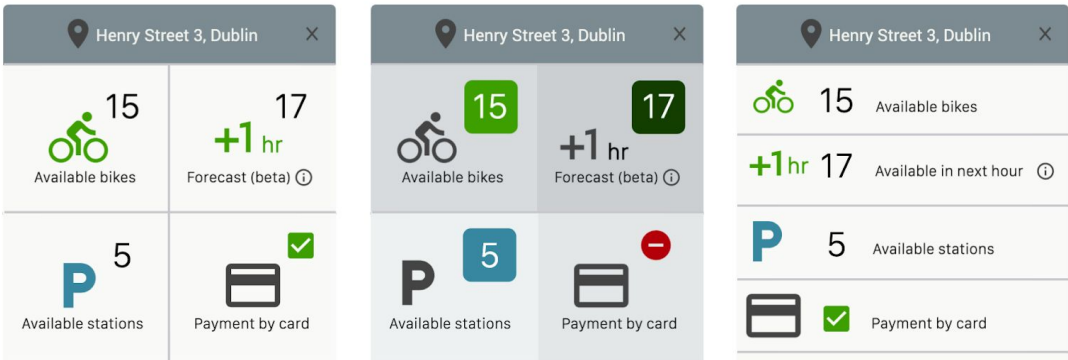 Henry Street 3, Dublin X
15 17
+1 hr
Available bikes Forecast (beta) i
5
P
Available stations Payment by card
Henry Street 3, Dublin X
15 17
+1 hr
Available bikes Forecast (beta) i
5
P
Available stations Payment by card
Henry Street 3, Dublin X
15 Available bikes
+1 hr 17 Available in next hour i
P 5 Available stations
Payment by card